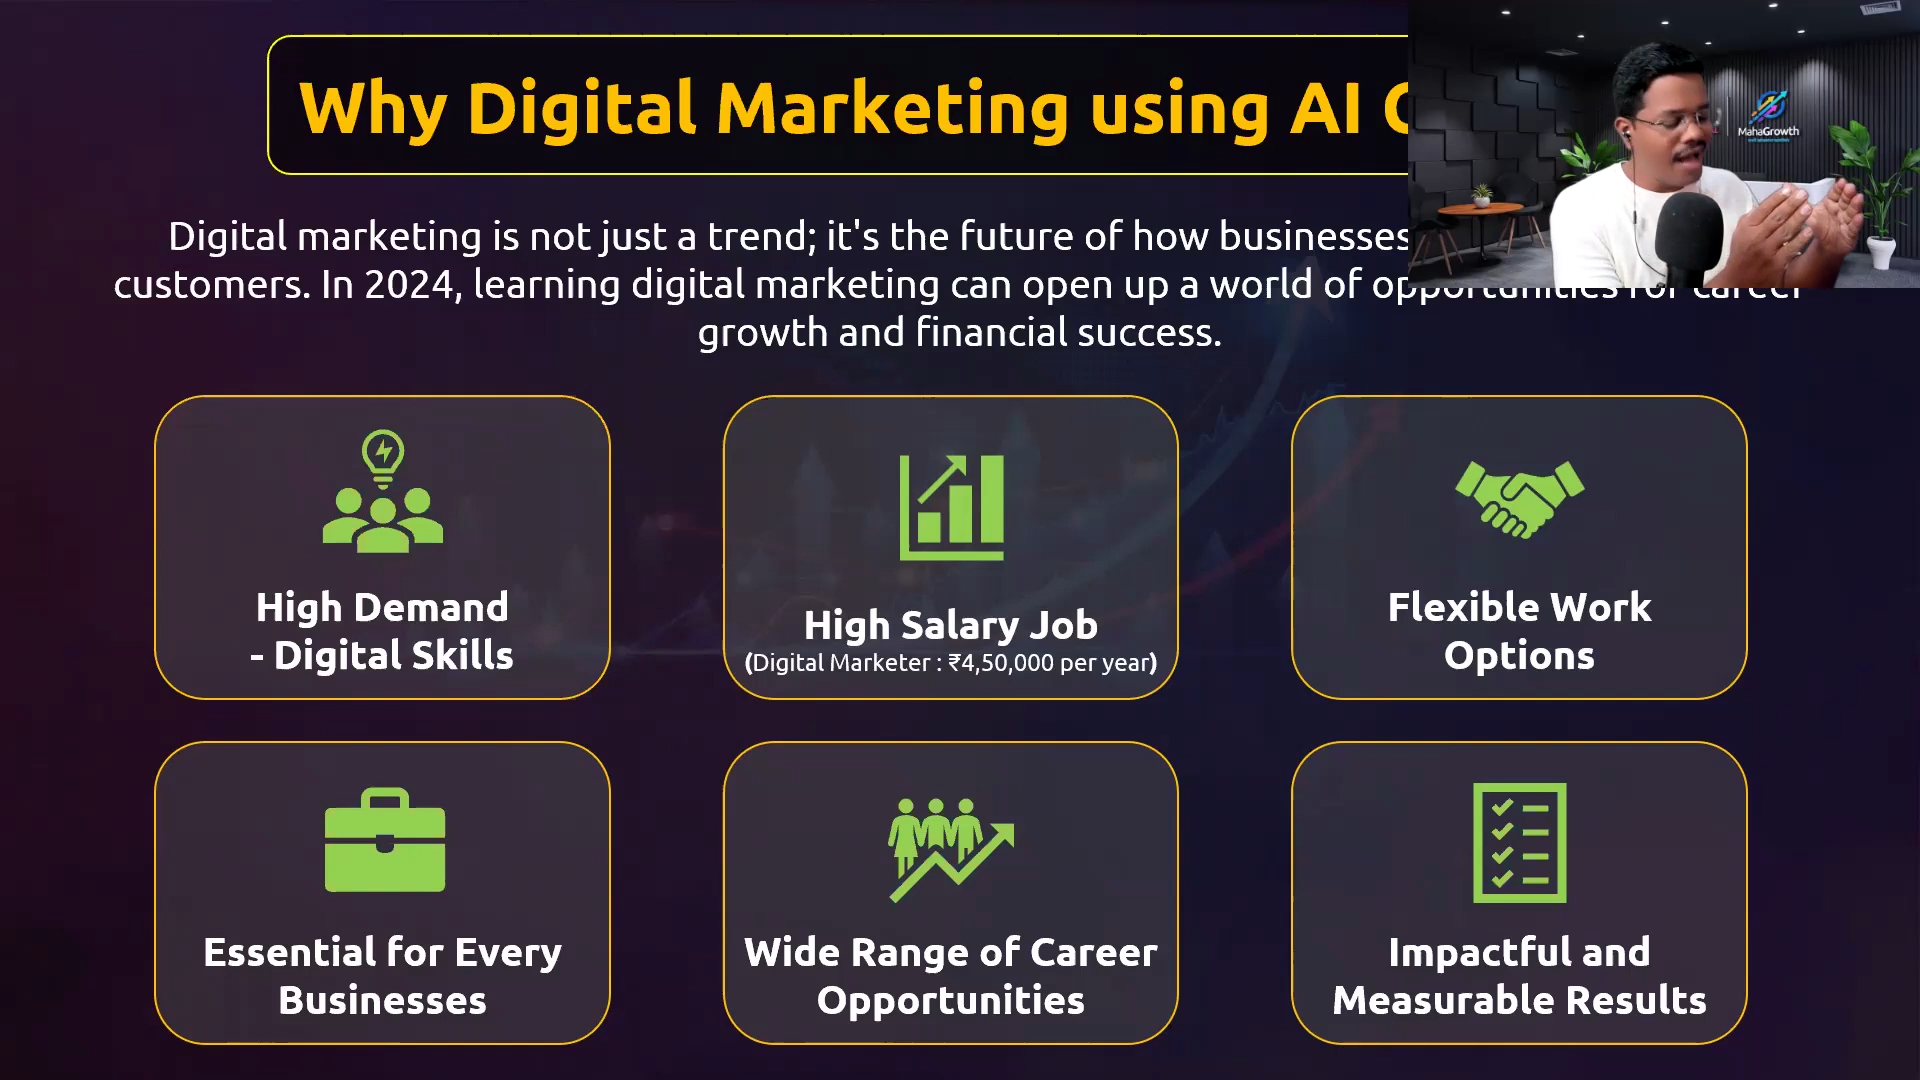 Why Digital Marketing using AI
Digital marketing is not just a trend; it's the future of how businesses
customers. In 2024, learning digital marketing can open up a world of opportunities for career
growth and financial success.
High Demand
- Digital Skills
High Salary Job
(Digital Marketer : ₹4,50,000 per year)
Flexible Work
Options
Essential for Every
Businesses
Wide Range of Career
Opportunities
Impactful and
Measurable Results
MahaGrowth